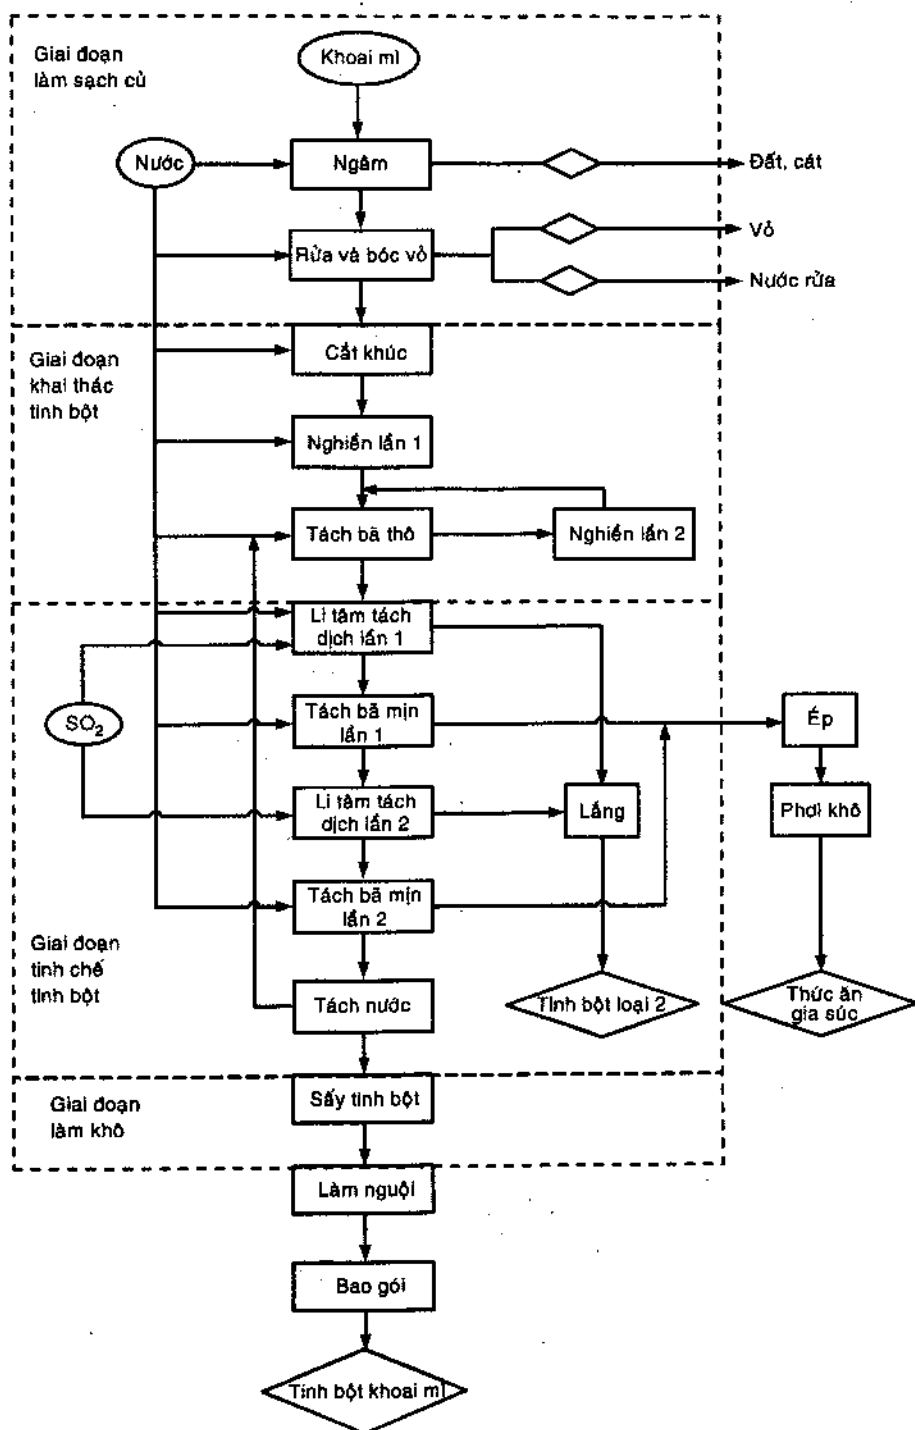 Giai đoạn
làm sạch củ
Khoai mì
Nước
Ngâm
Đất, cát
Rửa và bóc vỏ
Vỏ
Nước rửa
Giai đoạn
khai thác
tinh bột
Cắt khúc
Nghiền lần 1
Tách bã thô
Nghiền lần 2
Li tâm tách
dịch lần 1
SO₂
Tách bã mịn
lần 1
Ép
Li tâm tách
dịch lần 2
Lắng
Phơi khô
Tách bã mịn
lần 2
Giai đoạn
tinh chế
tinh bột
Tách nước
Tinh bột loại 2
Thức ăn
gia súc
Giai đoạn
làm khô
Sấy tinh bột
Làm nguội
Bao gói
Tinh bột khoai mì